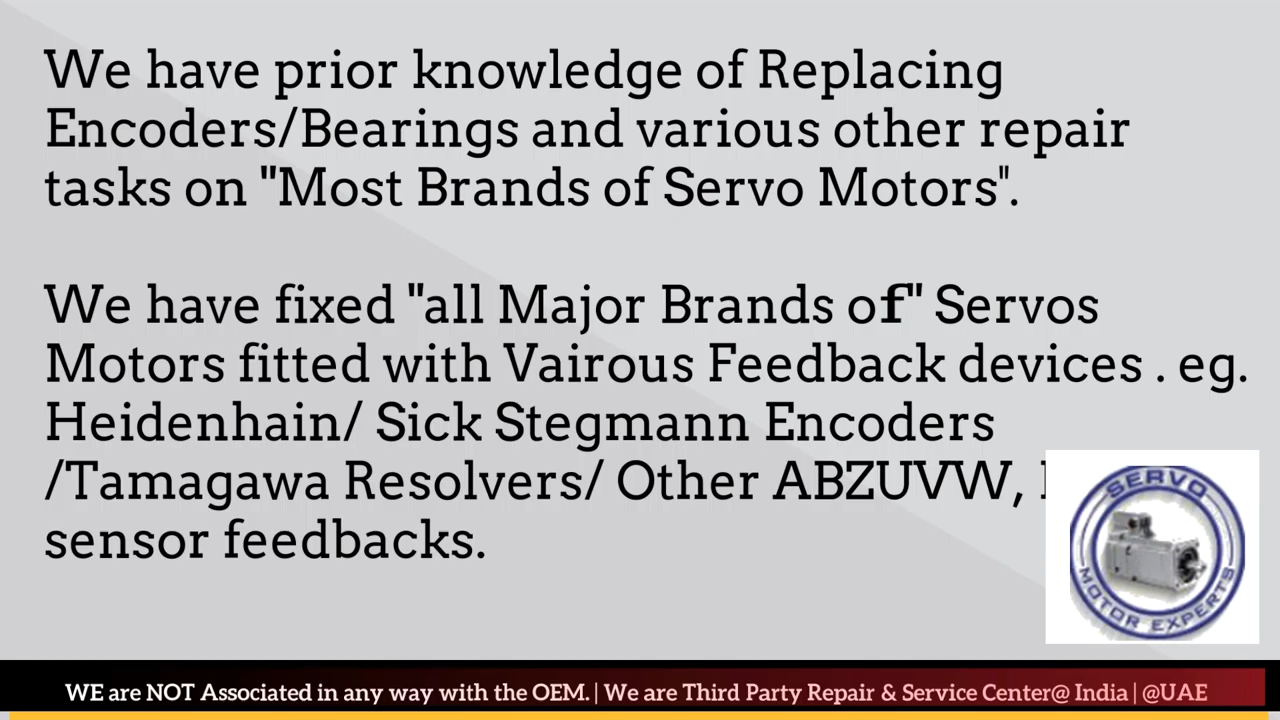 We have prior knowledge of Replacing
Encoders/Bearings and various other repair
tasks on "Most Brands of Servo Motors".
We have fixed "all Major Brands of" Servos
Motors fitted with Vairous Feedback devices . eg.
Heidenhain/ Sick Stegmann Encoders
/Tamagawa Resolvers/ Other ABZUVW,
sensor feedbacks.
SERVO
MOTOR EXPERTS
WE are NOT Associated in any way with the OEM. | We are Third Party Repair & Service Center@ India | @UAE